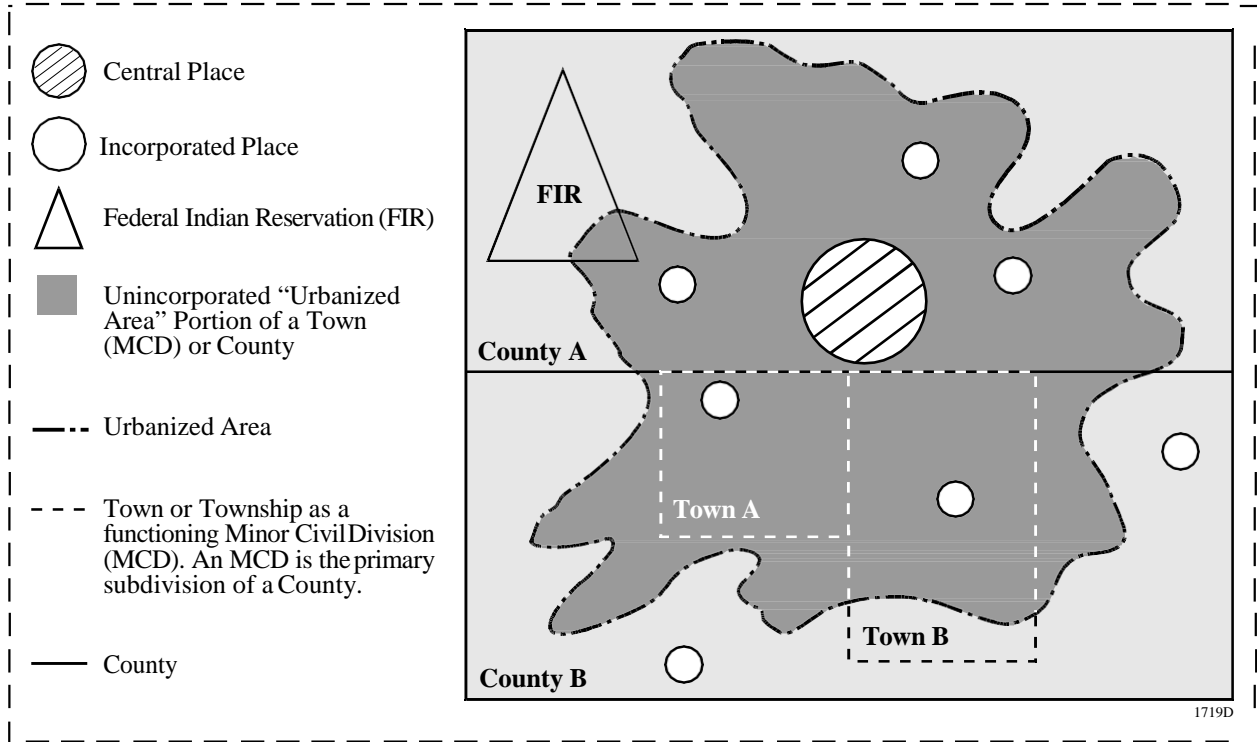 Central Place
Incorporated Place
Federal Indian Reservation (FIR)
Unincorporated “Urbanized
Area” Portion of a Town
(MCD) or County
Urbanized Area
Town or Township as a
functioning Minor Civil Division
(MCD). An MCD is the primary
subdivision of a County.
County
FIR
County A
Town A
Town B
County B
1719D